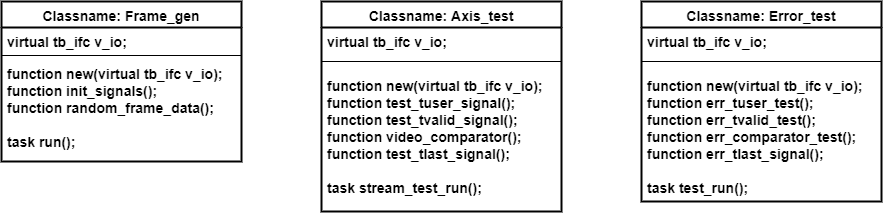 Classname: Frame_gen
virtual tb_ifc v_io;
function new(virtual tb_ifc v_io);
function init_signals();
function random_frame_data();
task run();
Classname: Axis_test
virtual tb_ifc v_io;
function new(virtual tb_ifc v_io);
function test_tuser_signal();
function test_tvalid_signal();
function video_comparator();
function test_tlast_signal();
task stream_test_run();
Classname: Error_test
virtual tb_ifc v_io;
function new(virtual tb_ifc v_io);
function err_tuser_test();
function err_tvalid_test();
function err_comparator_test();
function err_tlast_signal();
task test_run();